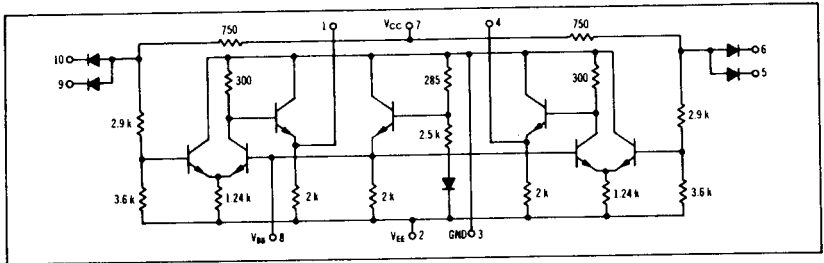 750
1
VCC 7
4
750
10
9
300
285
300
6
5
2.9 k
2.5 k
2.9 k
3.6 k
1.24 k
2 k
2 k
2 k
1.24 k
3.6 k
VBB 8
VEE 2
GND 3